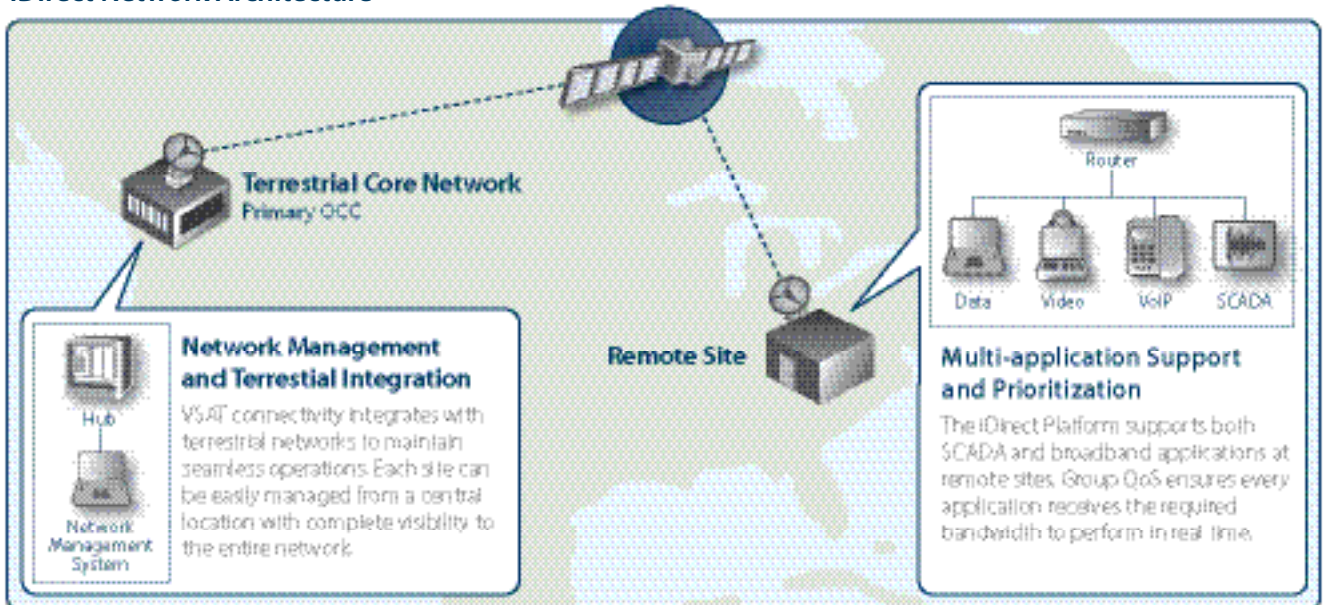 iDirect Network Architecture
Terrestrial Core Network
Primary OCC
Network Management
and Terrestial Integration
VSAT connectivity integrates with
terrestrial networks to maintain
seamless operations. Each site can
be easily managed from a central
location with complete visibility to
the entire network.
Hub
Network
Management
System
Remote Site
Router
Data
Video
VoIP
SCADA
Multi-application Support
and Prioritization
The iDirect Platform supports both
SCADA and broadband applications at
remote sites. Group QoS ensures every
application receives the required
bandwidth to perform in real time.